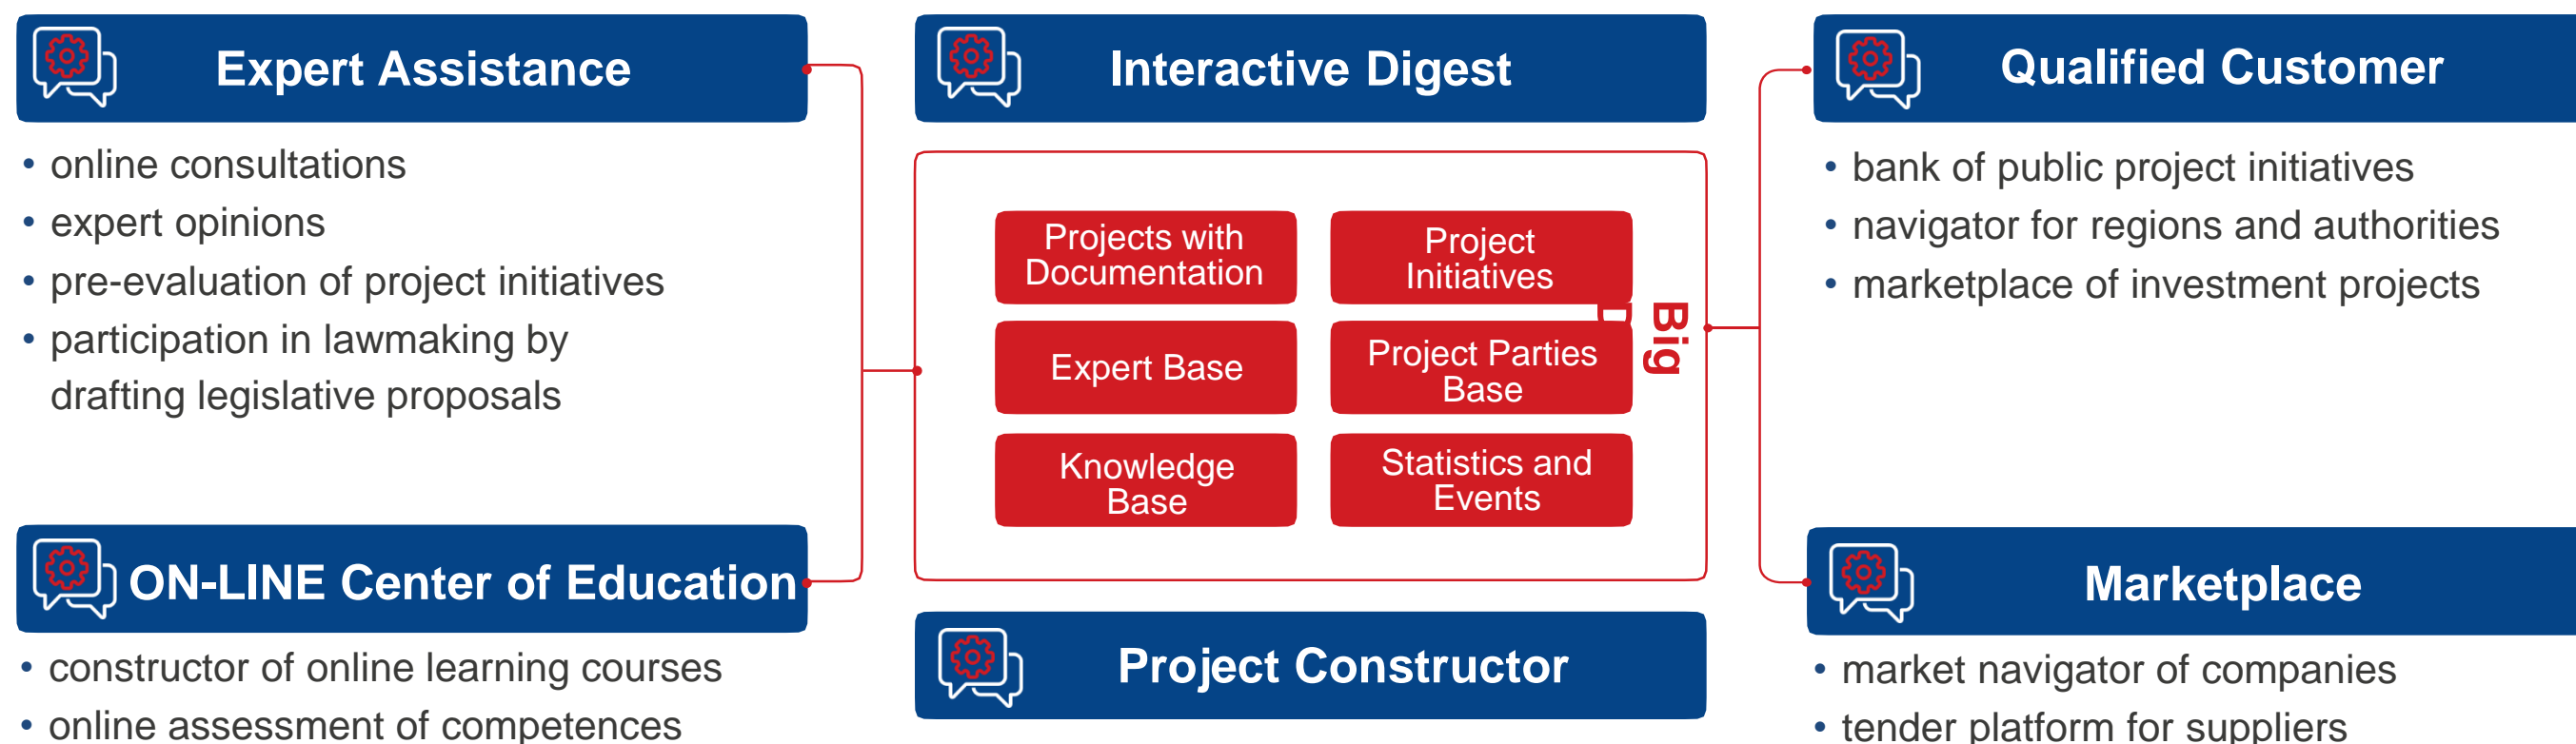 Expert Assistance
• online consultations
• expert opinions
• pre-evaluation of project initiatives
• participation in lawmaking by
drafting legislative proposals
ON-LINE Center of Education
• constructor of online learning courses
• online assessment of competences
Interactive Digest
Projects with
Documentation
Project
Initiatives
Expert Base
Project Parties
Base
Knowledge
Base
Statistics and
Events
Big
Project Constructor
Qualified Customer
• bank of public project initiatives
• navigator for regions and authorities
• marketplace of investment projects
Marketplace
• market navigator of companies
• tender platform for suppliers